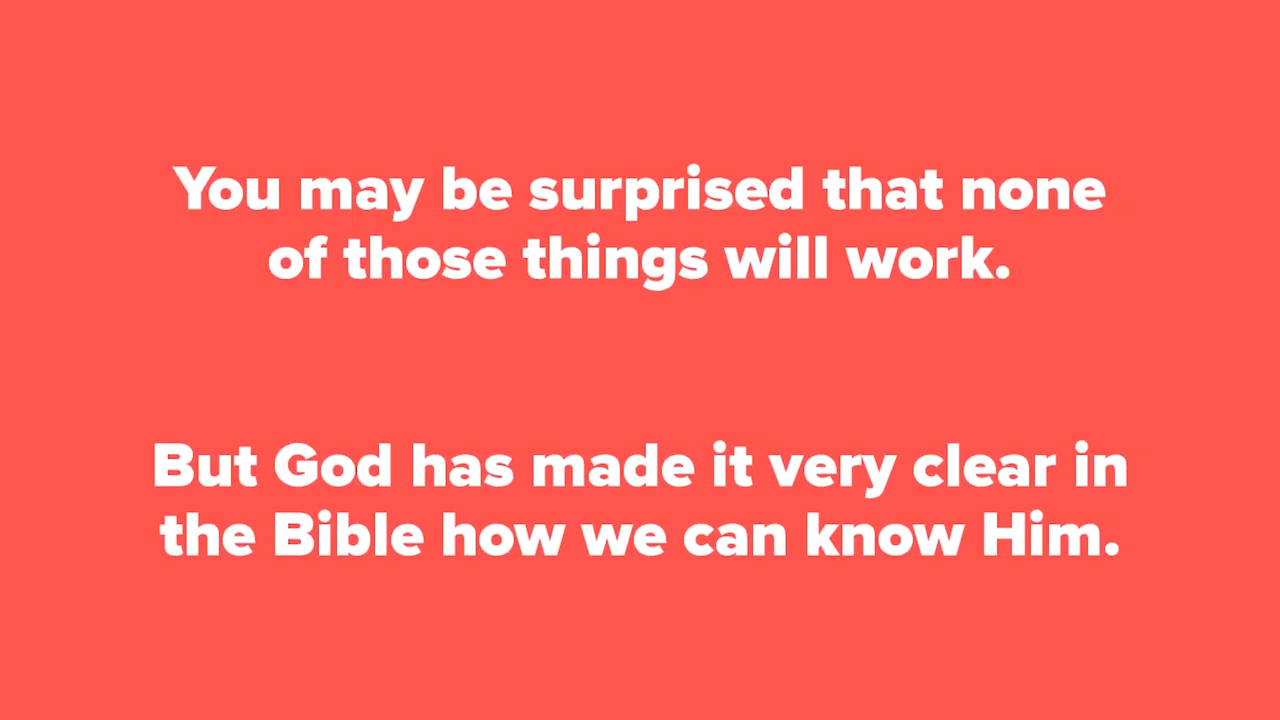 You may be surprised that none
of those things will work.
But God has made it very clear in
the Bible how we can know Him.